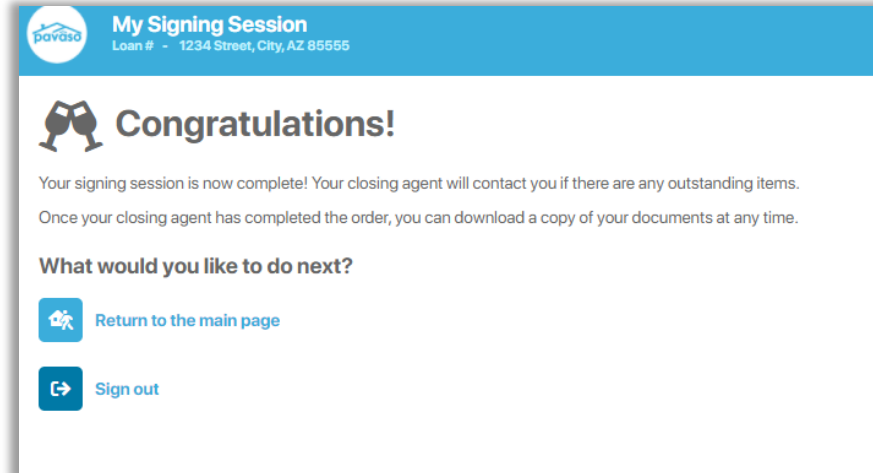 pavaso
My Signing Session
Loan # - 1234 Street, City, AZ 85555
Congratulations!
Your signing session is now complete! Your closing agent will contact you if there are any outstanding items.
Once your closing agent has completed the order, you can download a copy of your documents at any time.
What would you like to do next?
Return to the main page
Sign out